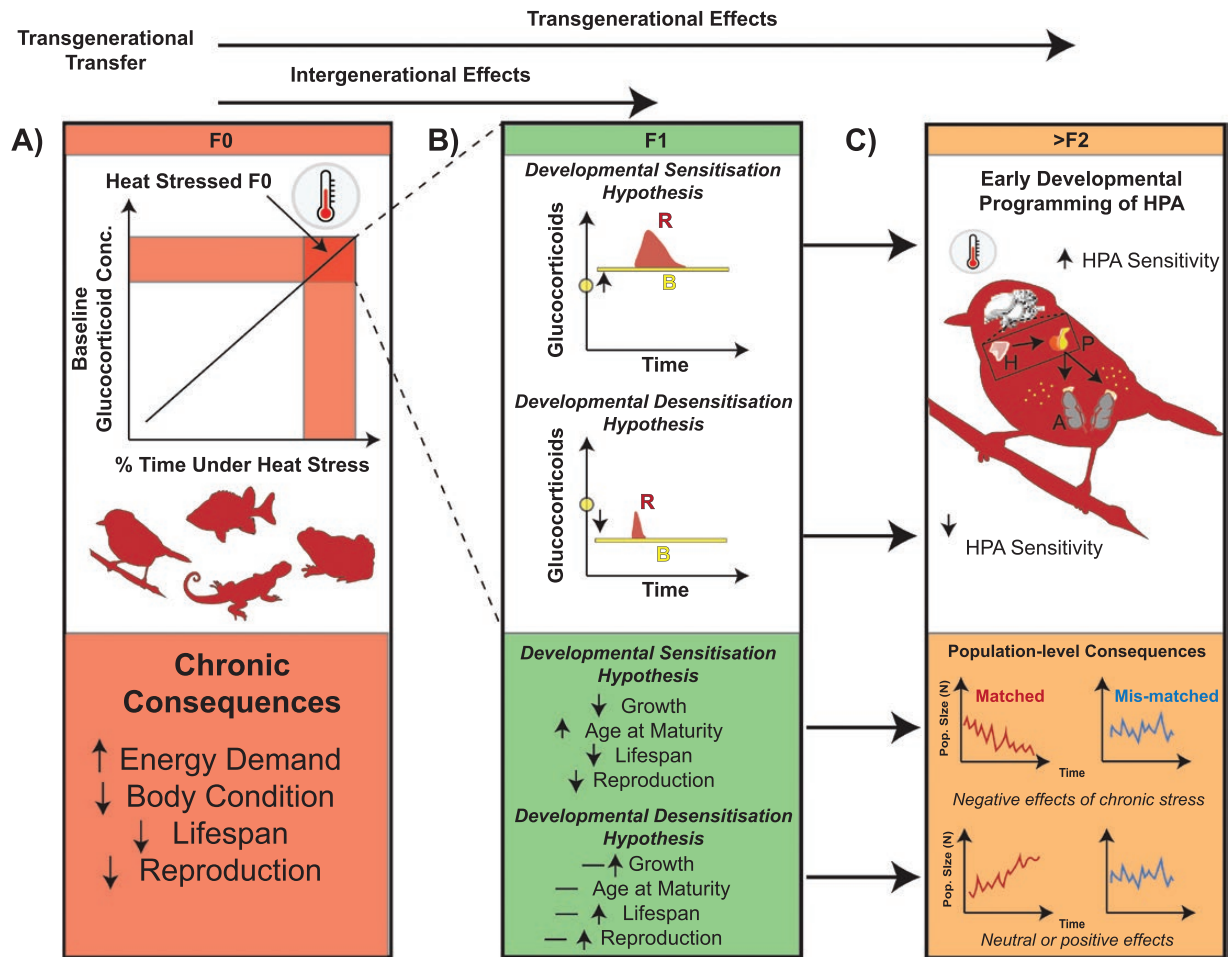 Transgenerational Effects
Transgenerational
Transfer
Intergenerational Effects
A)
F0
Heat Stressed F0
Baseline
Glucocorticoid Conc.
% Time Under Heat Stress
Chronic
Consequences
Energy Demand
Body Condition
Lifespan
Reproduction
B)
F1
Developmental Sensitisation
Hypothesis
Glucocorticoids
R
B
Time
Developmental Desensitisation
Hypothesis
Glucocorticoids
R
B
Time
Developmental Sensitisation
Hypothesis
Growth
Age at Maturity
Lifespan
Reproduction
Developmental Desensitisation
Hypothesis
Growth
Age at Maturity
Lifespan
Reproduction
C)
>F2
Early Developmental
Programming of HPA
HPA Sensitivity
H
P
A
HPA Sensitivity
Population-level Consequences
Pop. Size (N)
Matched
Mis-matched
Time
Negative effects of chronic stress
Pop. Size (N)
Time
Neutral or positive effects